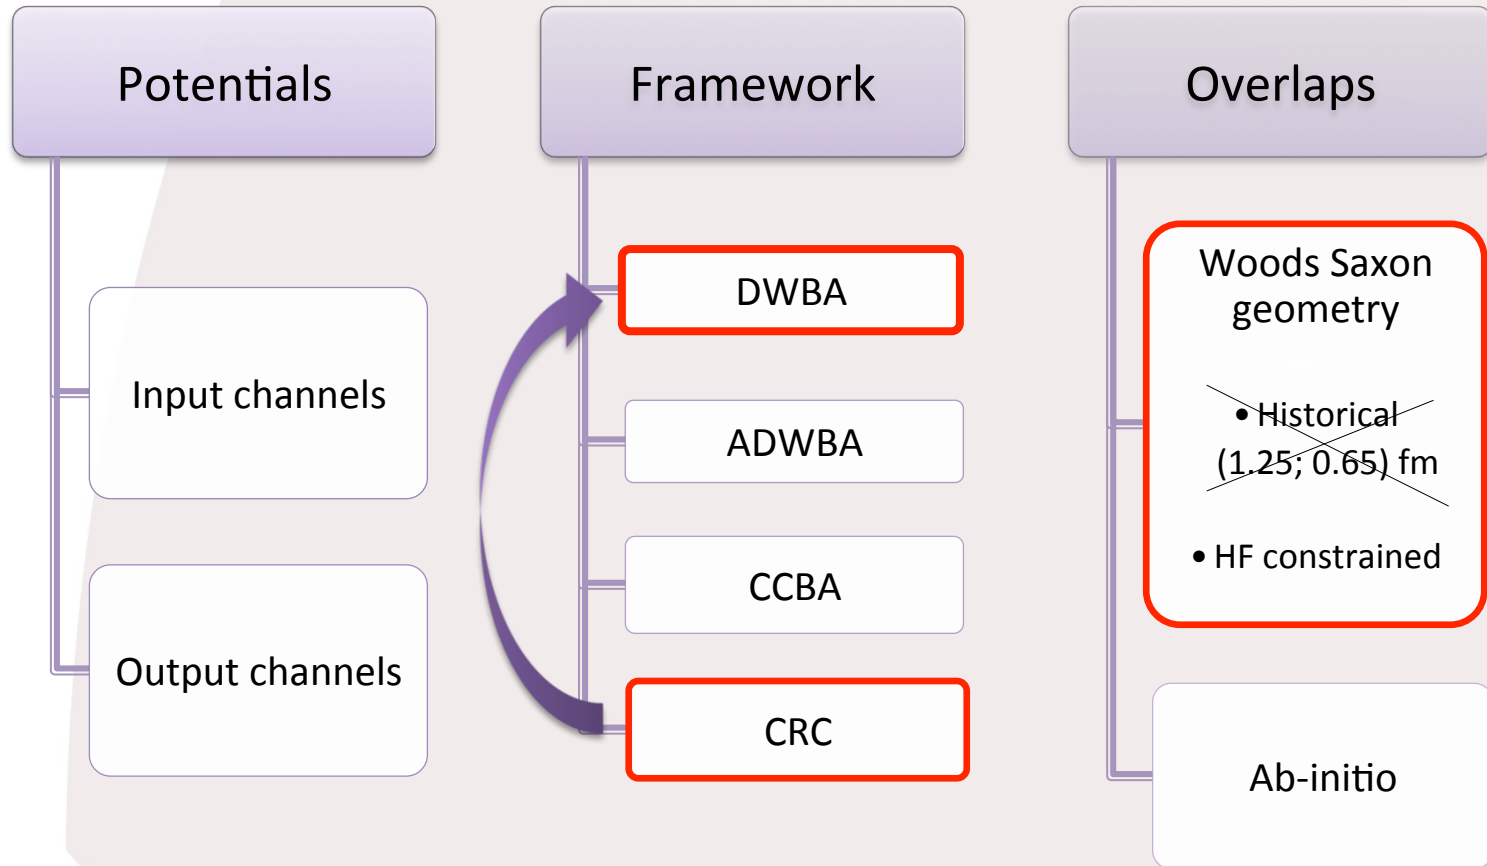 Potentials
Input channels
Output channels
Framework
DWBA
ADWBA
CCBA
CRC
Overlaps
Woods Saxon
geometry
• Historical
(1.25; 0.65) fm
• HF constrained
Ab-initio